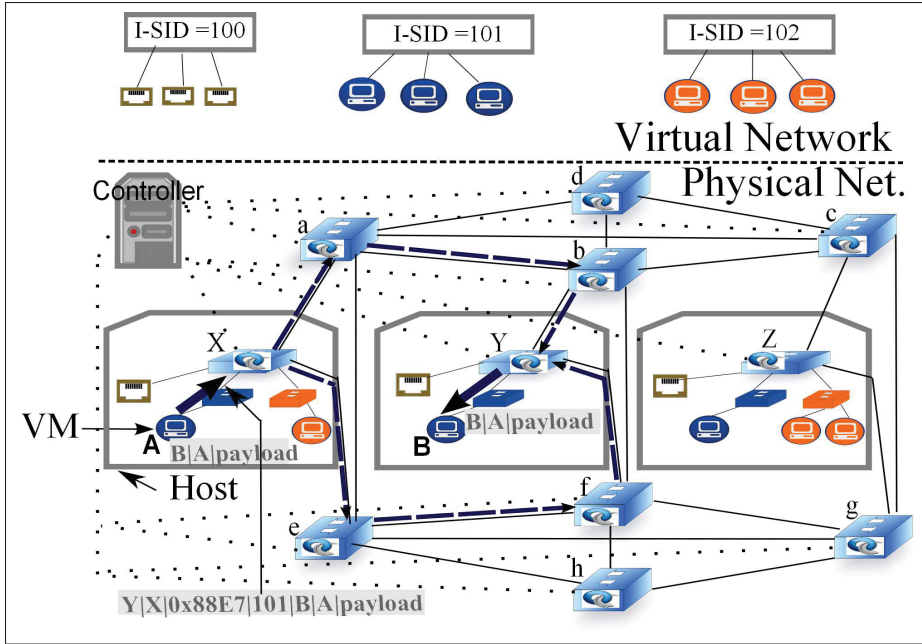 I-SID =100
I-SID =101
I-SID =102
Virtual Network
Physical Net.
Controller
d
c
a
b
X
Y
Z
VM
A
B|A|payload
B
B|A|payload
Host
f
e
g
h
Y|X|0x88E7|101|B|A|payload